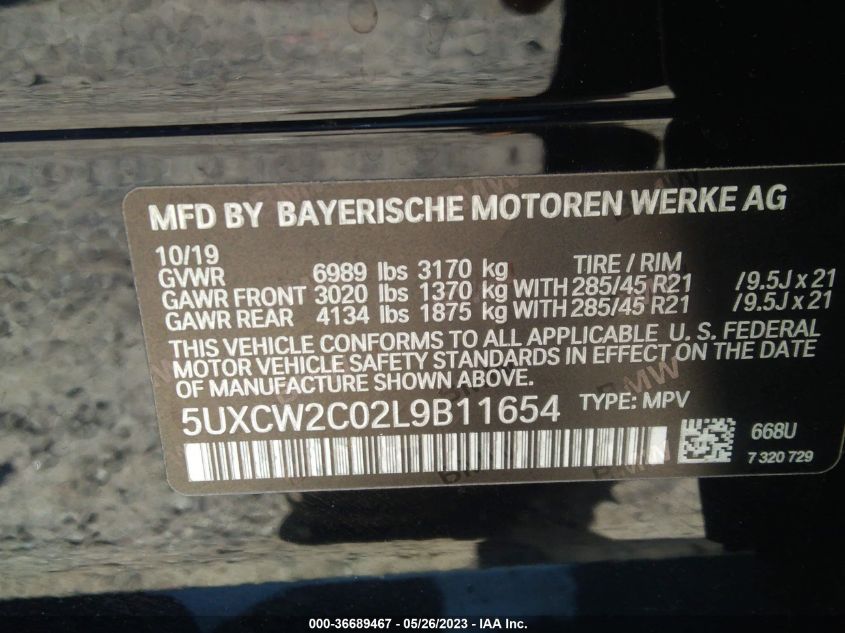 MFD BY BAYERISCHE MOTOREN WERKE AG
10/19 TIRE / RIM
GVWR 6989 lbs 3170 kg
GAWR FRONT 3020 lbs 1370 kg WITH 285/45 R21 /9.5J x 21
GAWR REAR 4134 lbs 1875 kg WITH 285/45 R21 /9.5J x 21
THIS VEHICLE CONFORMS TO ALL APPLICABLE U. S. FEDERAL
MOTOR VEHICLE SAFETY STANDARDS IN EFFECT ON THE DATE
OF MANUFACTURE SHOWN ABOVE.
5UXCW2C02L9B11654 TYPE: MPV
668U
7 320 729
000-36689467 - 05/26/2023 - IAA Inc.